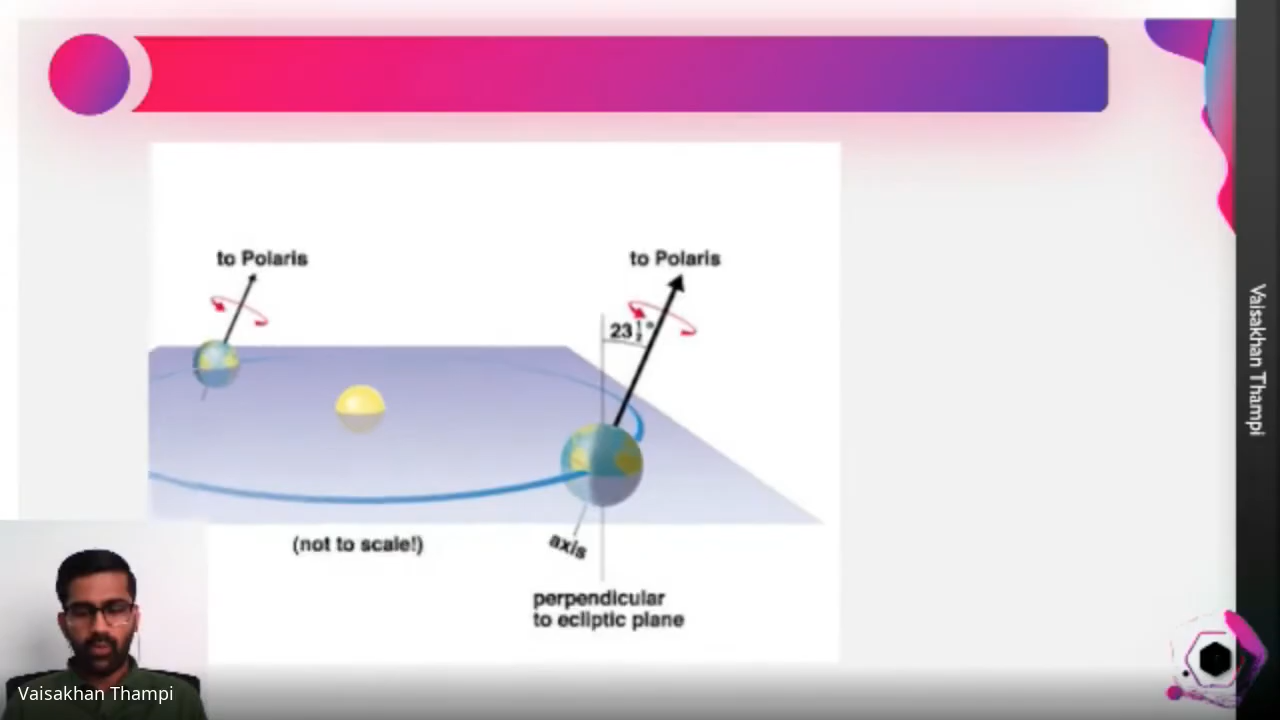 to Polaris
to Polaris
23½°
(not to scale!)
axis
perpendicular
to ecliptic plane
Vaisakhan Thampi
Vaisakhan Thampi